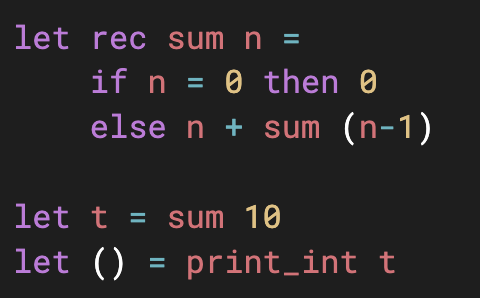 let rec sum n =
    if n = 0 then 0
    else n + sum (n-1)

let t = sum 10
let () = print_int t